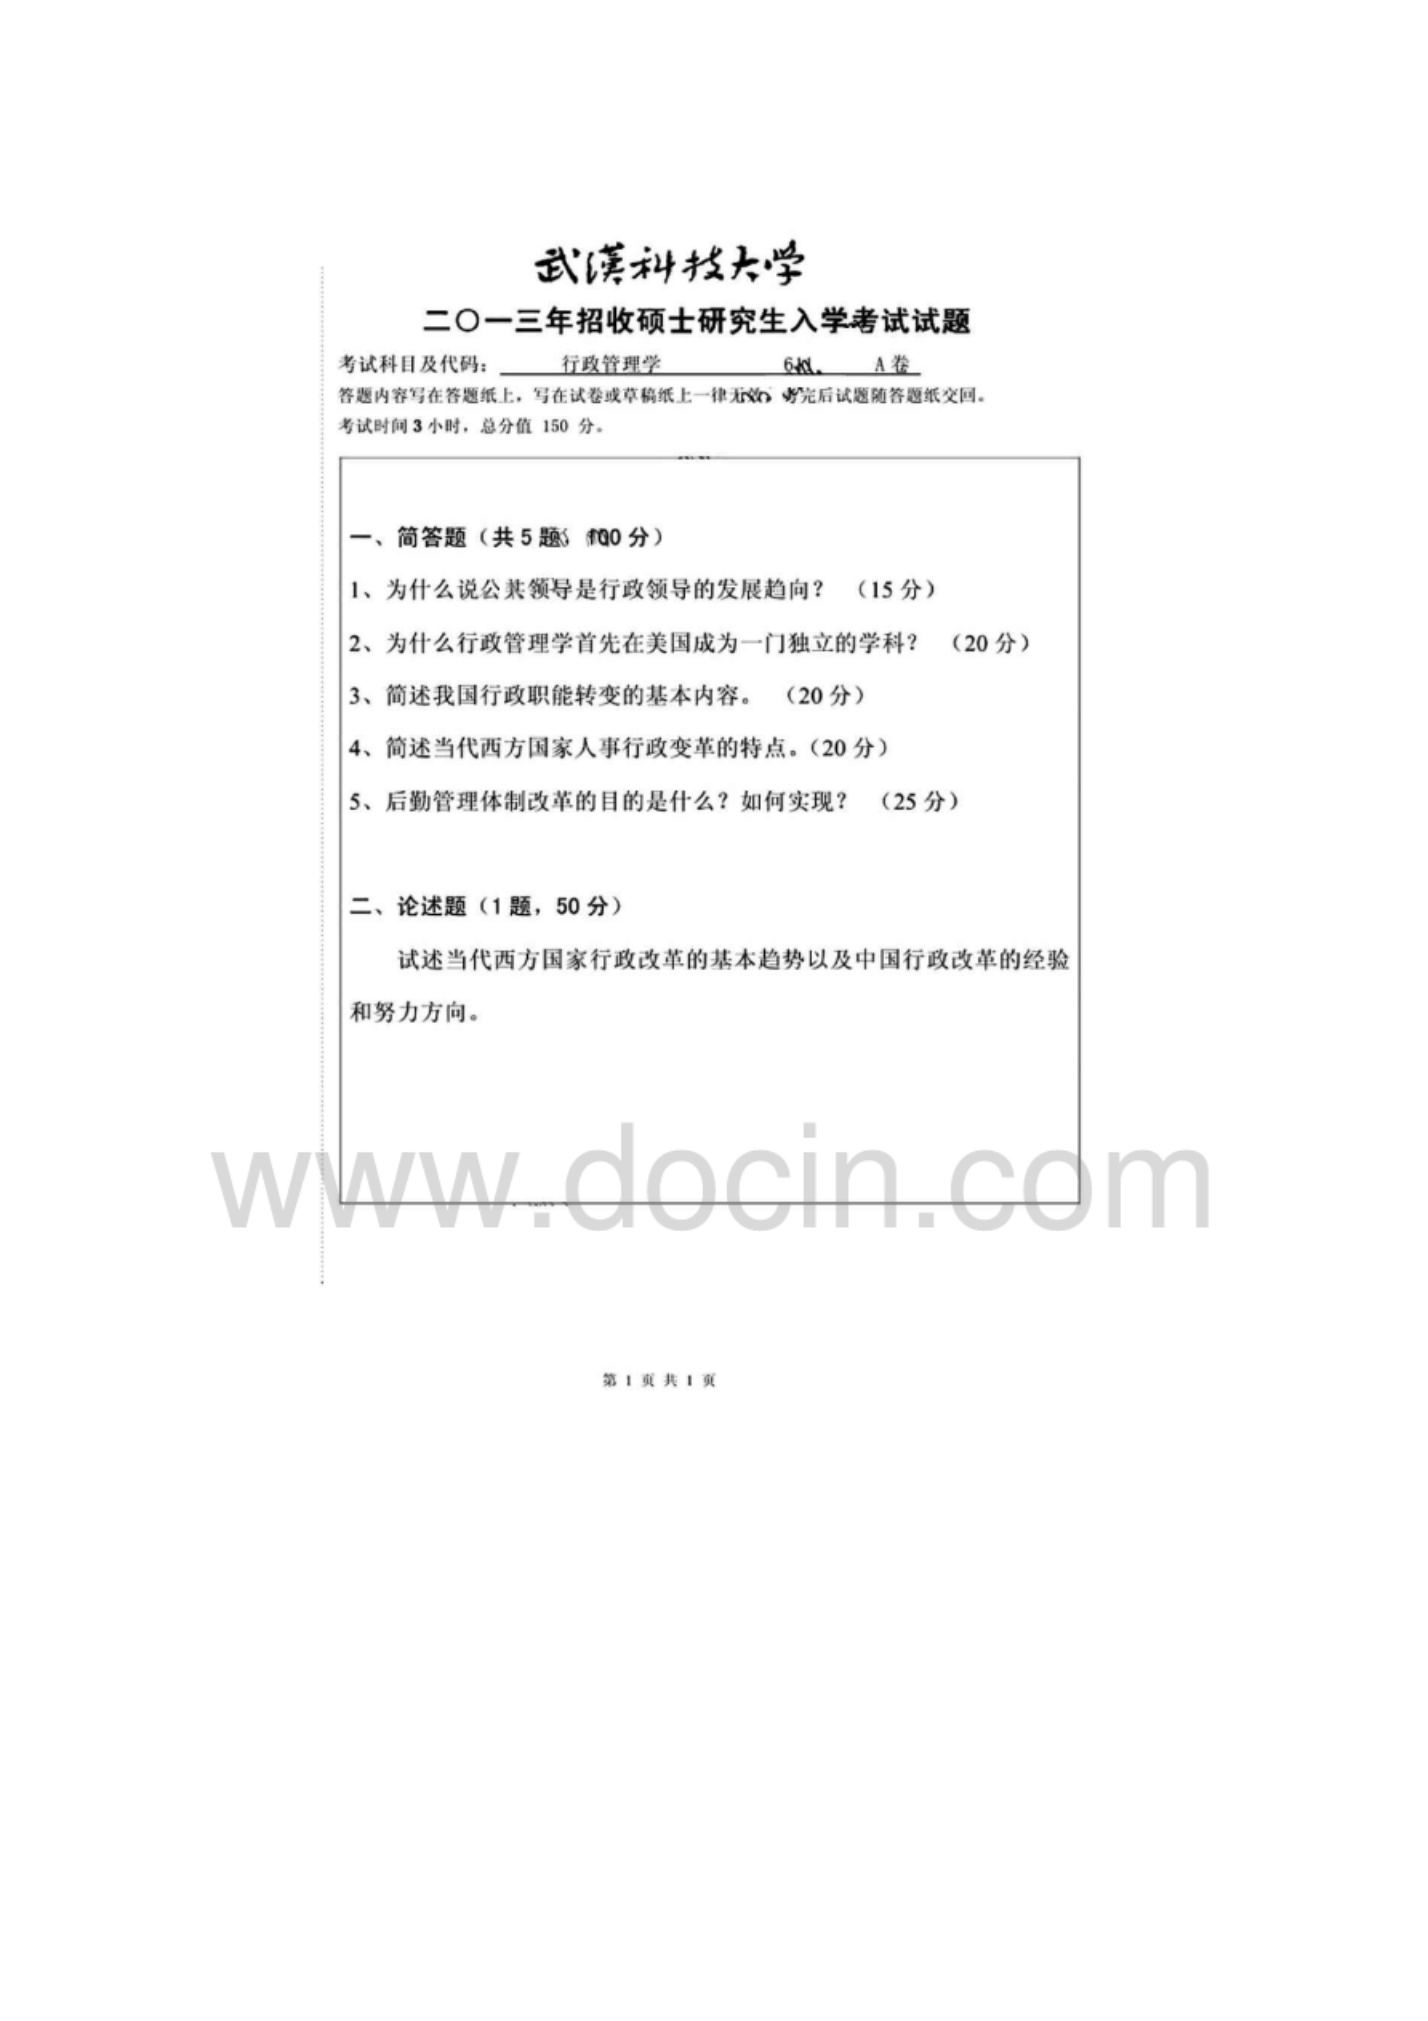 武漢科技大学
二〇一三年招收硕士研究生入学考试试题
考试科目及代码： 行政管理学 A 卷
答题内容写在答题纸上，写在试卷或草稿纸上一律无效，考完后试题随答题纸交回。
考试时间 3 小时，总分值 150 分。
一、简答题（共 5 题 100 分）
1、为什么说公共领导是行政领导的发展趋向？ （15 分）
2、为什么行政管理学首先在美国成为一门独立的学科？ （20 分）
3、简述我国行政职能转变的基本内容。 （20 分）
4、简述当代西方国家人事行政变革的特点。（20 分）
5、后勤管理体制改革的目的是什么？如何实现？ （25 分）
二、论述题（1 题，50 分）
试述当代西方国家行政改革的基本趋势以及中国行政改革的经验
和努力方向。
www.docin.com
第 1 页 共 1 页